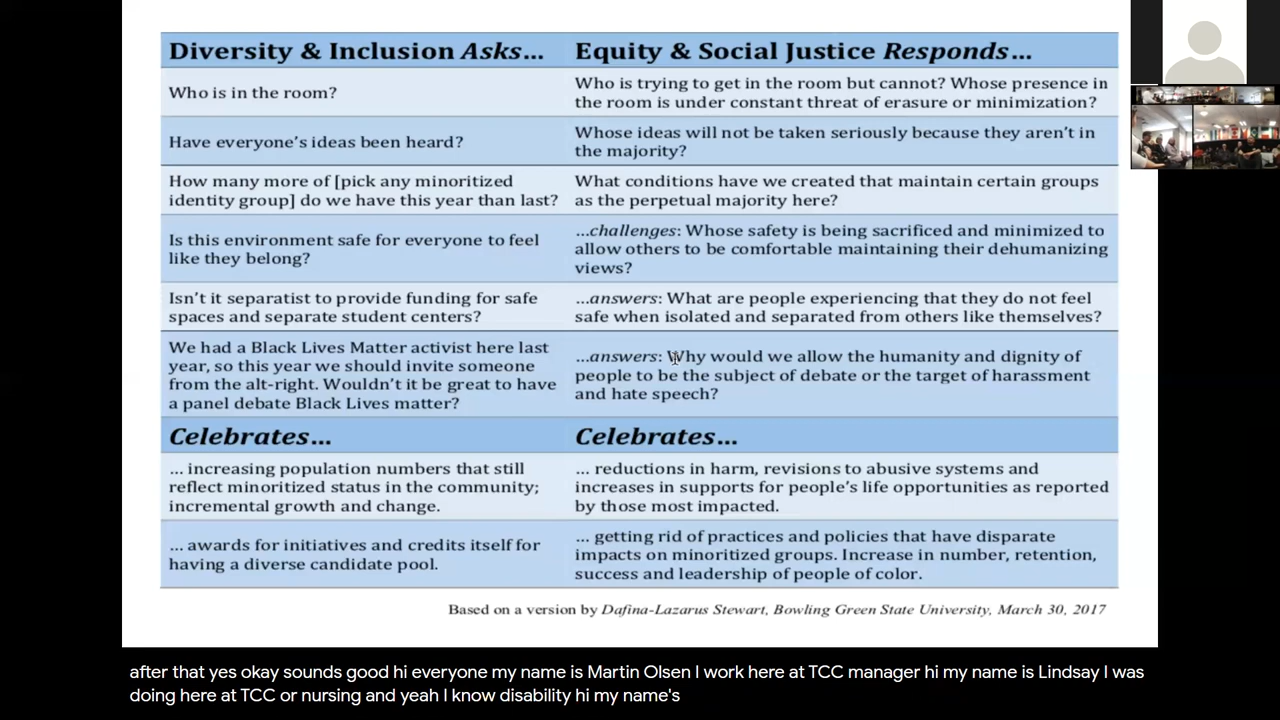 Diversity & Inclusion Asks…
Equity & Social Justice Responds…
Who is in the room?
Who is trying to get in the room but cannot? Whose presence in
the room is under constant threat of erasure or minimization?
Have everyone's ideas been heard?
Whose ideas will not be taken seriously because they aren't in
the majority?
How many more of [pick any minoritized
identity group] do we have this year than last?
What conditions have we created that maintain certain groups
as the perpetual majority here?
Is this environment safe for everyone to feel
like they belong?
…challenges: Whose safety is being sacrificed and minimized to
allow others to be comfortable maintaining their dehumanizing
views?
Isn't it separatist to provide funding for safe
spaces and separate student centers?
…answers: What are people experiencing that they do not feel
safe when isolated and separated from others like themselves?
We had a Black Lives Matter activist here last
year, so this year we should invite someone
from the alt-right. Wouldn't it be great to have
a panel debate Black Lives matter?
…answers: Why would we allow the humanity and dignity of
people to be the subject of debate or the target of harassment
and hate speech?
Celebrates…
Celebrates…
… increasing population numbers that still
reflect minoritized status in the community;
incremental growth and change.
… reductions in harm, revisions to abusive systems and
increases in supports for people's life opportunities as reported
by those most impacted.
… awards for initiatives and credits itself for
having a diverse candidate pool.
… getting rid of practices and policies that have disparate
impacts on minoritized groups. Increase in number, retention,
success and leadership of people of color.
Based on a version by Dafina-Lazarus Stewart, Bowling Green State University, March 30, 2017
after that yes okay sounds good hi everyone my name is Martin Olsen I work here at TCC manager hi my name is Lindsay I was
doing here at TCC or nursing and yeah I know disability hi my name's